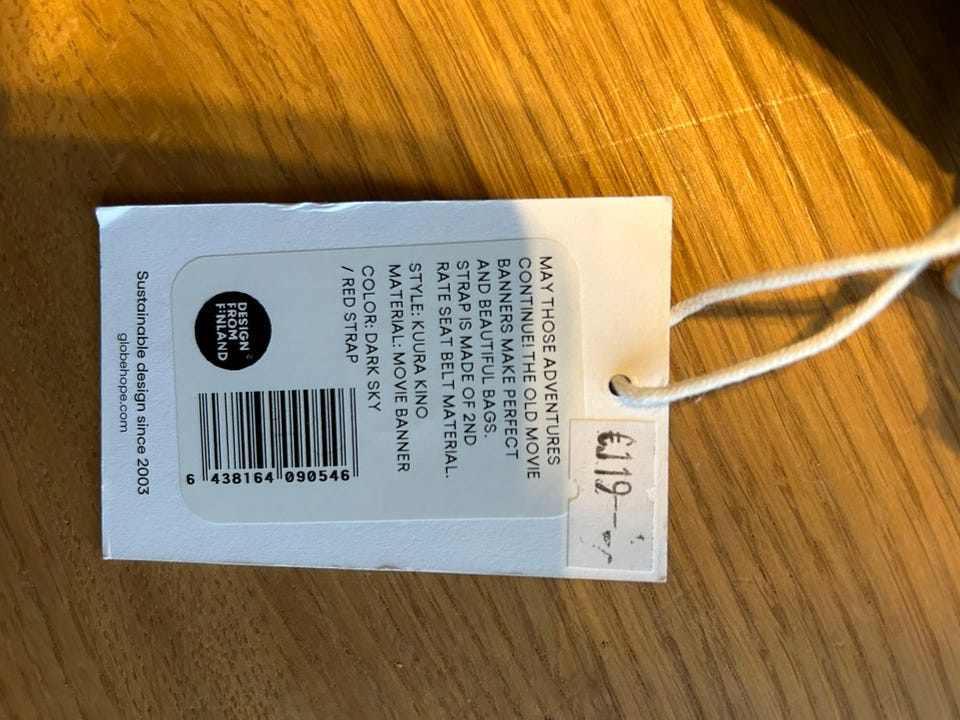 £119--
MAY THOSE ADVENTURES
CONTINUE! THE OLD MOVIE
BANNERS MAKE PERFECT
AND BEAUTIFUL BAGS.
STRAP IS MADE OF 2ND
RATE SEAT BELT MATERIAL.
STYLE: KUURA KINO
MATERIAL: MOVIE BANNER
COLOR: DARK SKY
/ RED STRAP
DESIGN
FROM
FINLAND
6 438164 090546
Sustainable design since 2003
globehope.com